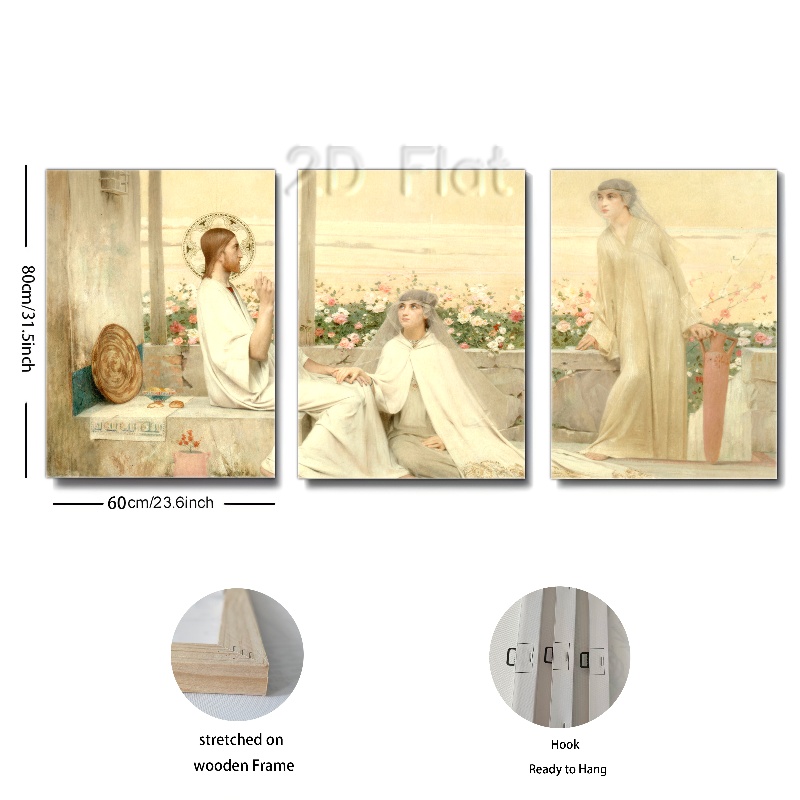 2D Flat
80cm/31.5inch
60cm/23.6inch
stretched on
wooden Frame
Hook
Ready to Hang